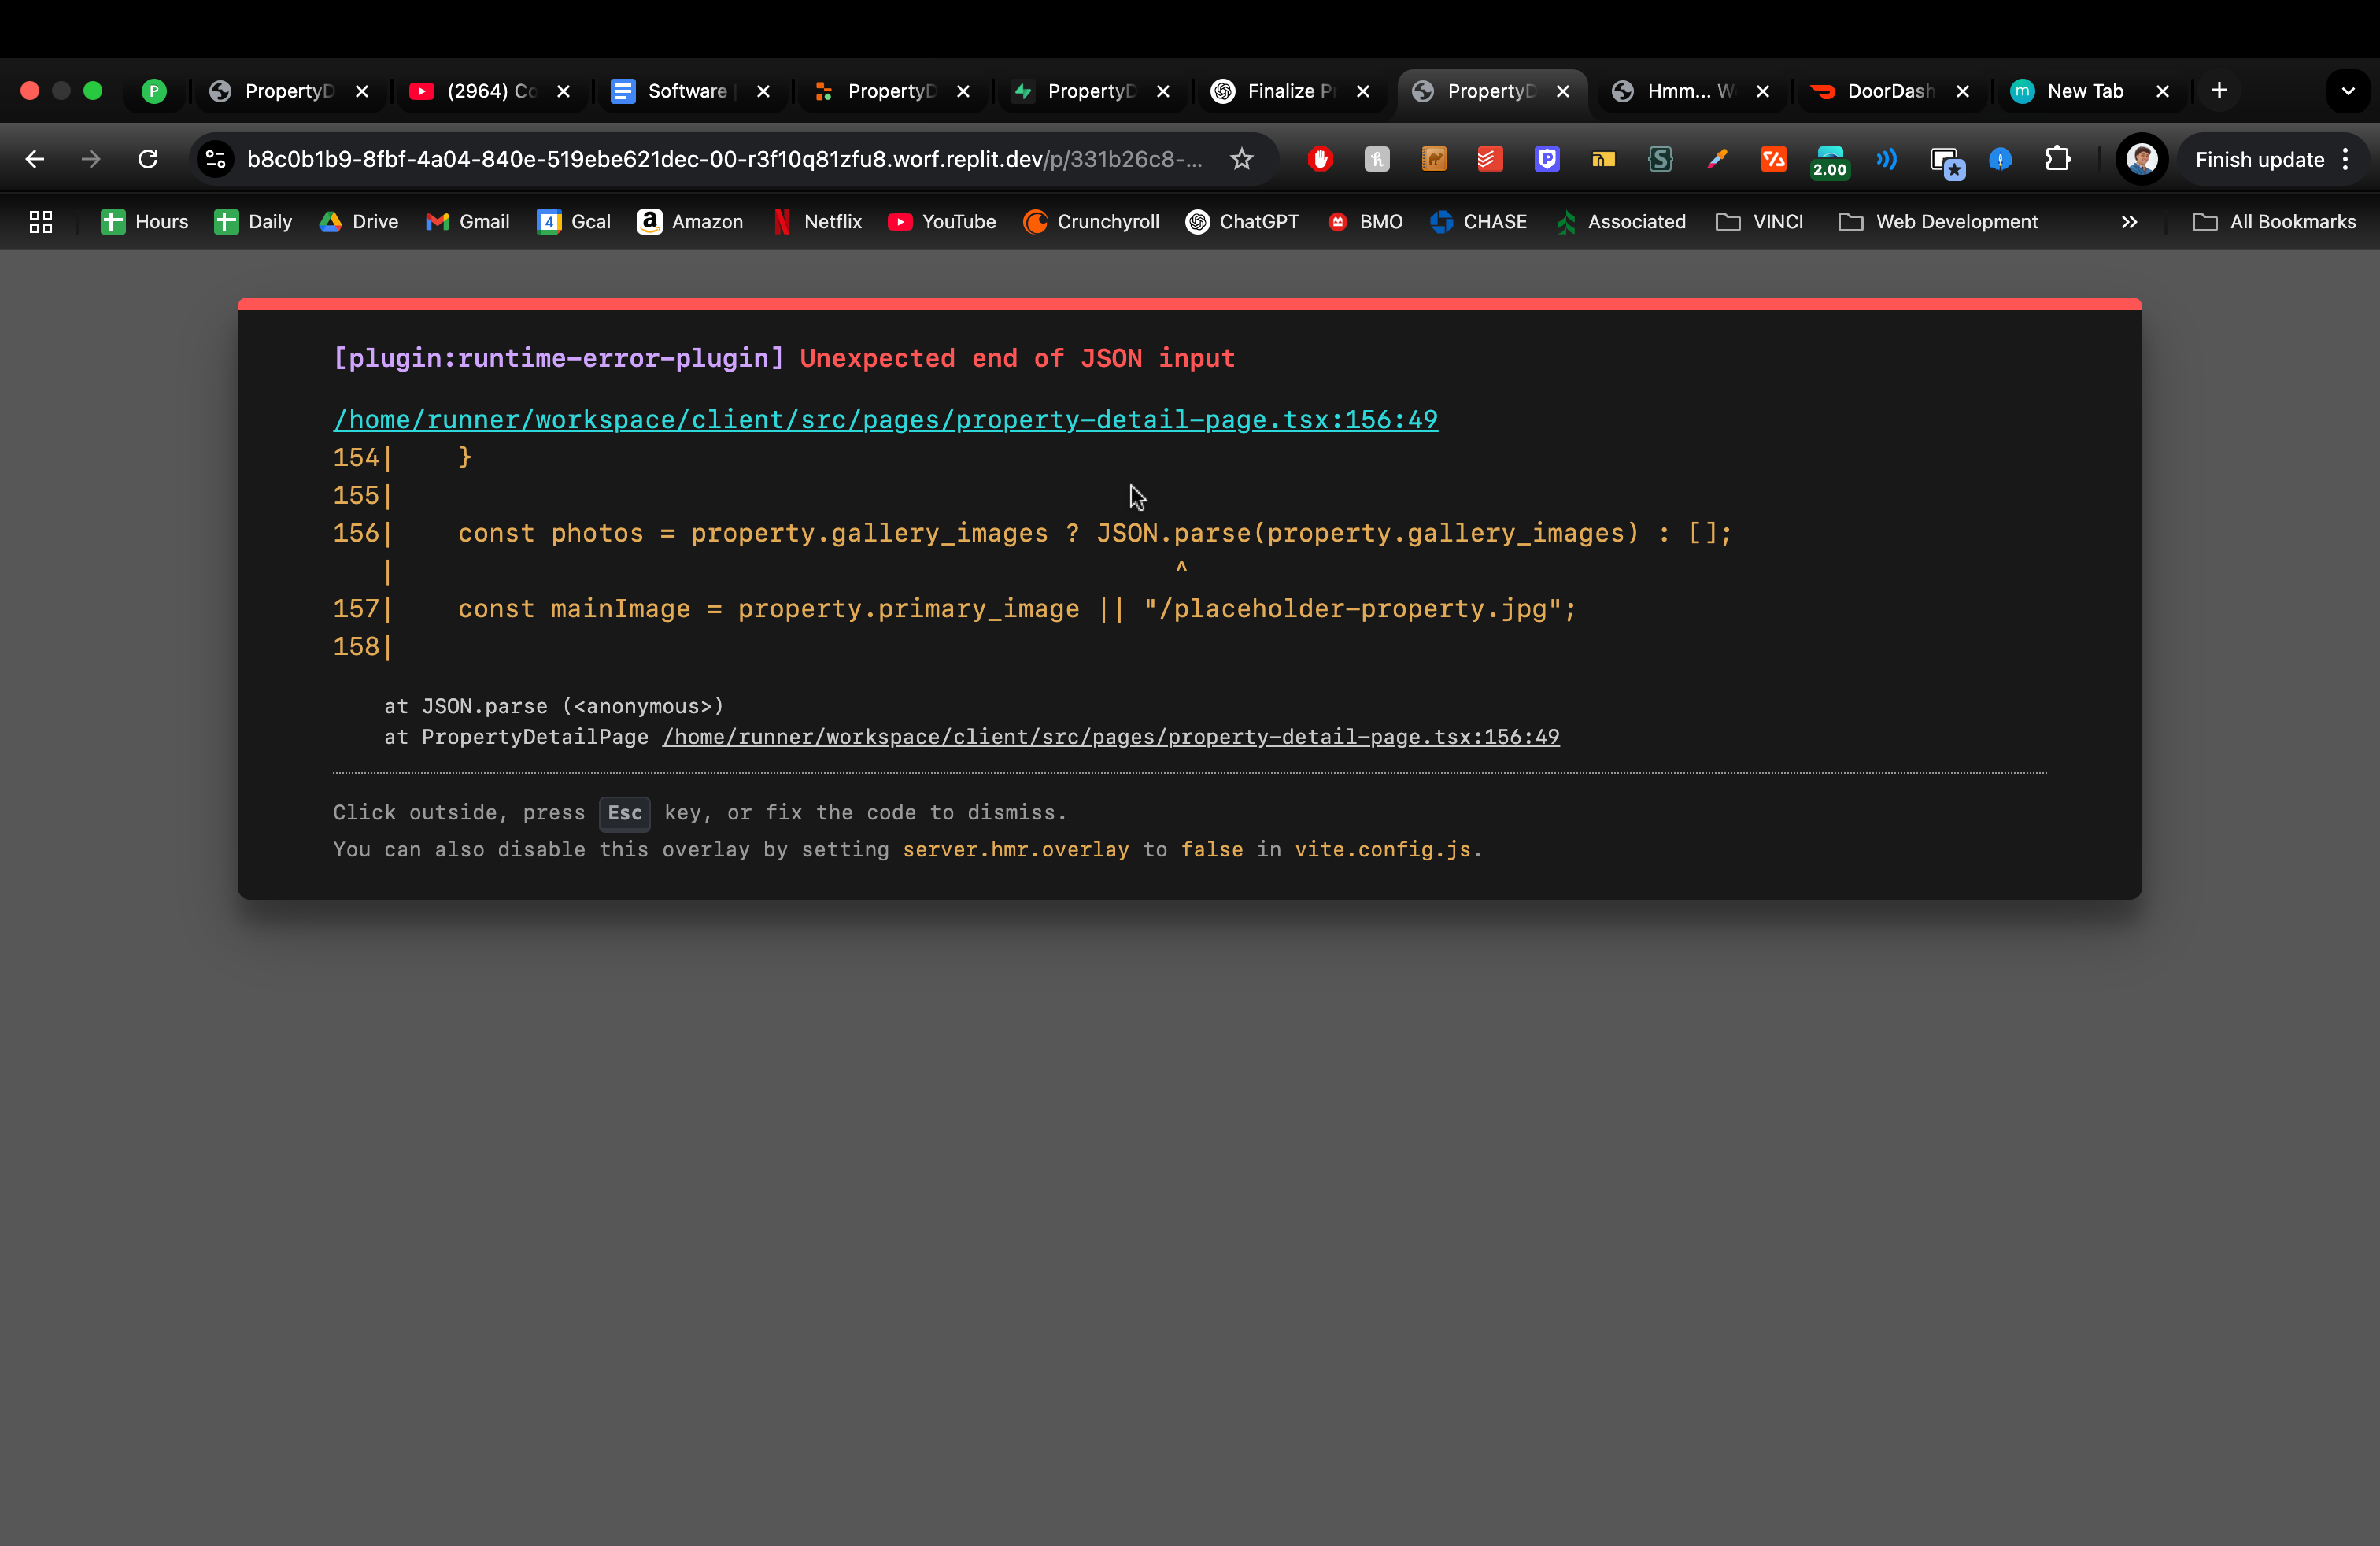 P PropertyD (2964) Co Software PropertyD PropertyD Finalize Pr PropertyD Hmm... W DoorDash m New Tab
b8c0b1b9-8fbf-4a04-840e-519ebe621dec-00-r3f10q81zfu8.worf.replit.dev/p/331b26c8-... 2.00 Finish update
Hours Daily Drive Gmail 4 Gcal Amazon Netflix YouTube Crunchyroll ChatGPT BMO CHASE Associated VINCI Web Development » All Bookmarks
[plugin:runtime-error-plugin] Unexpected end of JSON input
/home/runner/workspace/client/src/pages/property-detail-page.tsx:156:49
154|    }
155|
156|    const photos = property.gallery_images ? JSON.parse(property.gallery_images) : [];
|                                                   ^
157|    const mainImage = property.primary_image || "/placeholder-property.jpg";
158|
at JSON.parse (<anonymous>)
at PropertyDetailPage /home/runner/workspace/client/src/pages/property-detail-page.tsx:156:49
Click outside, press Esc key, or fix the code to dismiss.
You can also disable this overlay by setting server.hmr.overlay to false in vite.config.js.